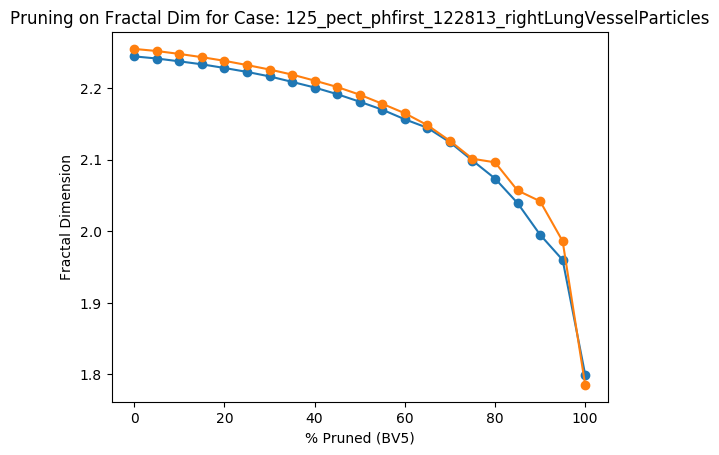 Pruning on Fractal Dim for Case: 125_pect_phfirst_122813_rightLungVesselParticles
2.2
2.1
2.0
1.9
1.8
Fractal Dimension
0 20 40 60 80 100
% Pruned (BV5)